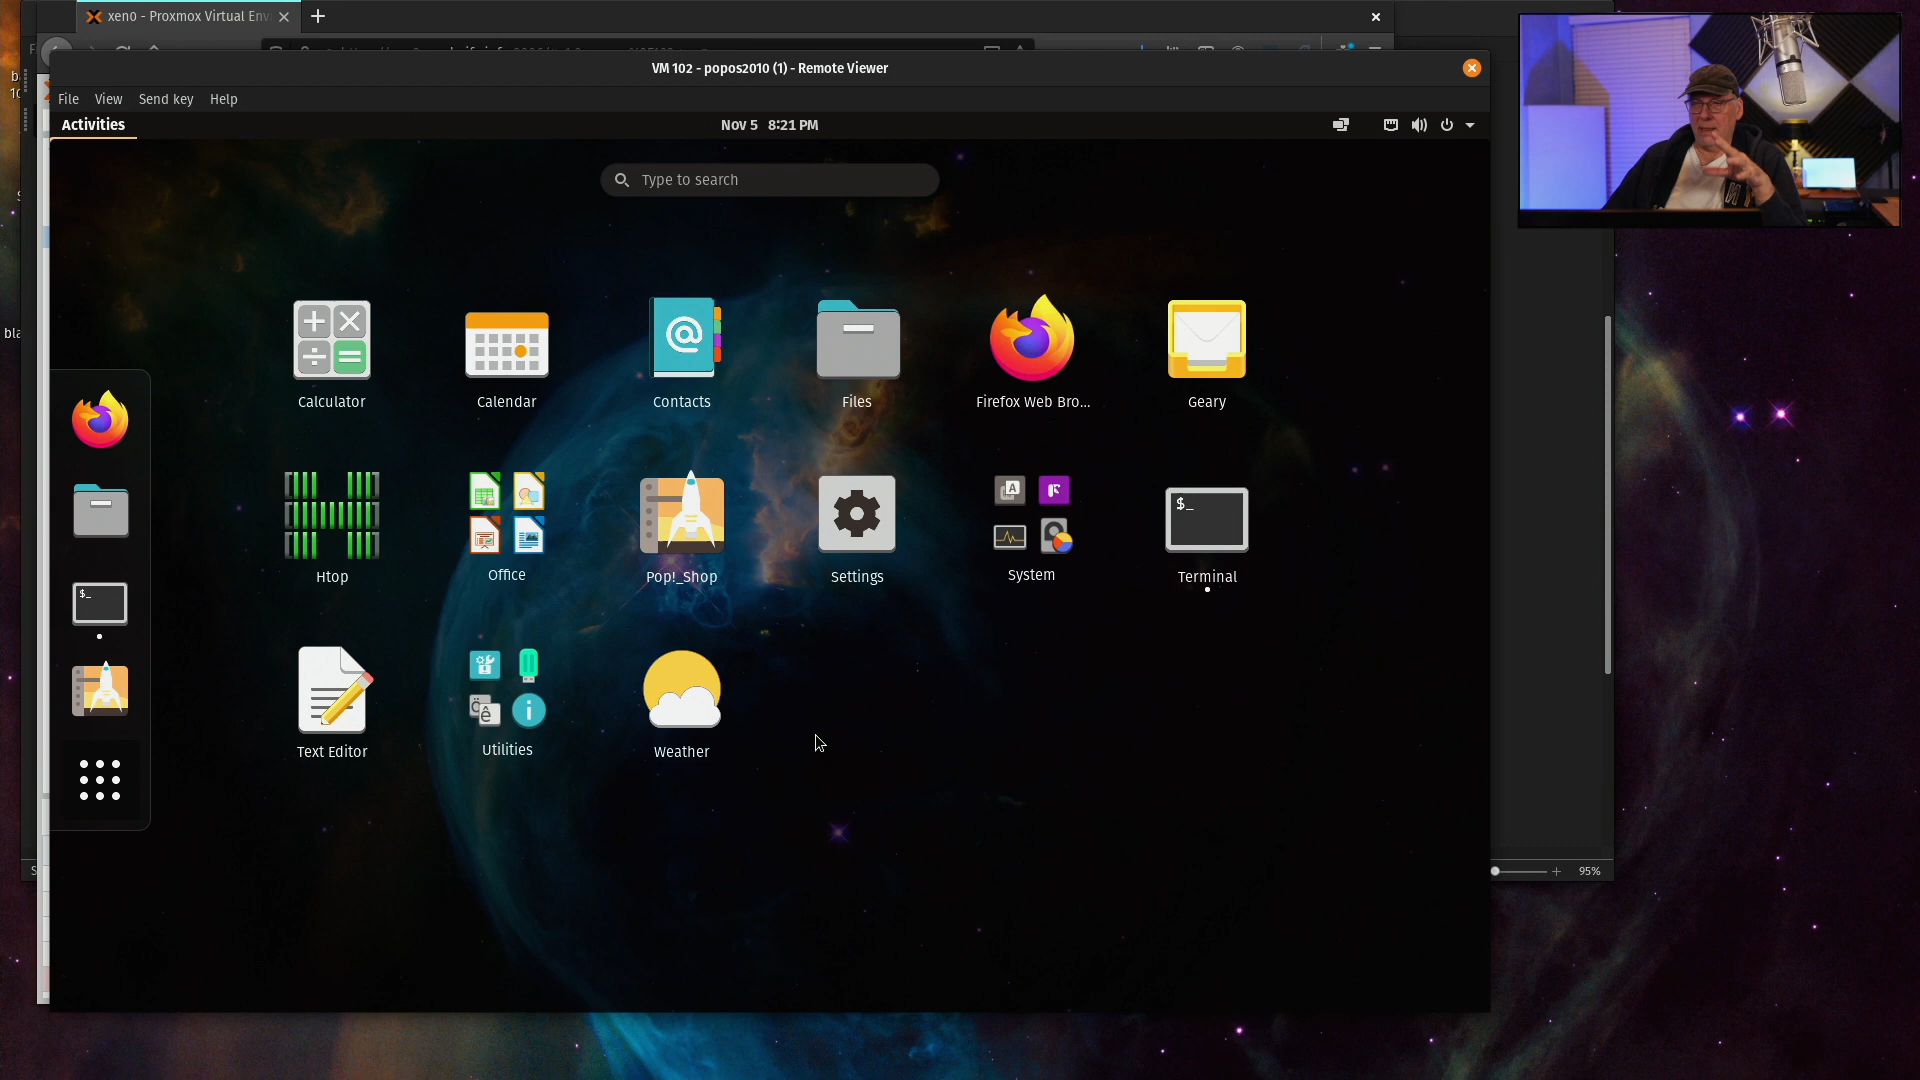 xen0 - Proxmox Virtual Env
VM 102 - popos2010 (1) - Remote Viewer
File View Send key Help
Activities
Nov 5 8:21 PM
Type to search
Calculator
Calendar
Contacts
Files
Firefox Web Bro...
Geary
Htop
Office
Pop!_Shop
Settings
System
$_
Terminal
$_
Text Editor
Utilities
Weather
bla
95%